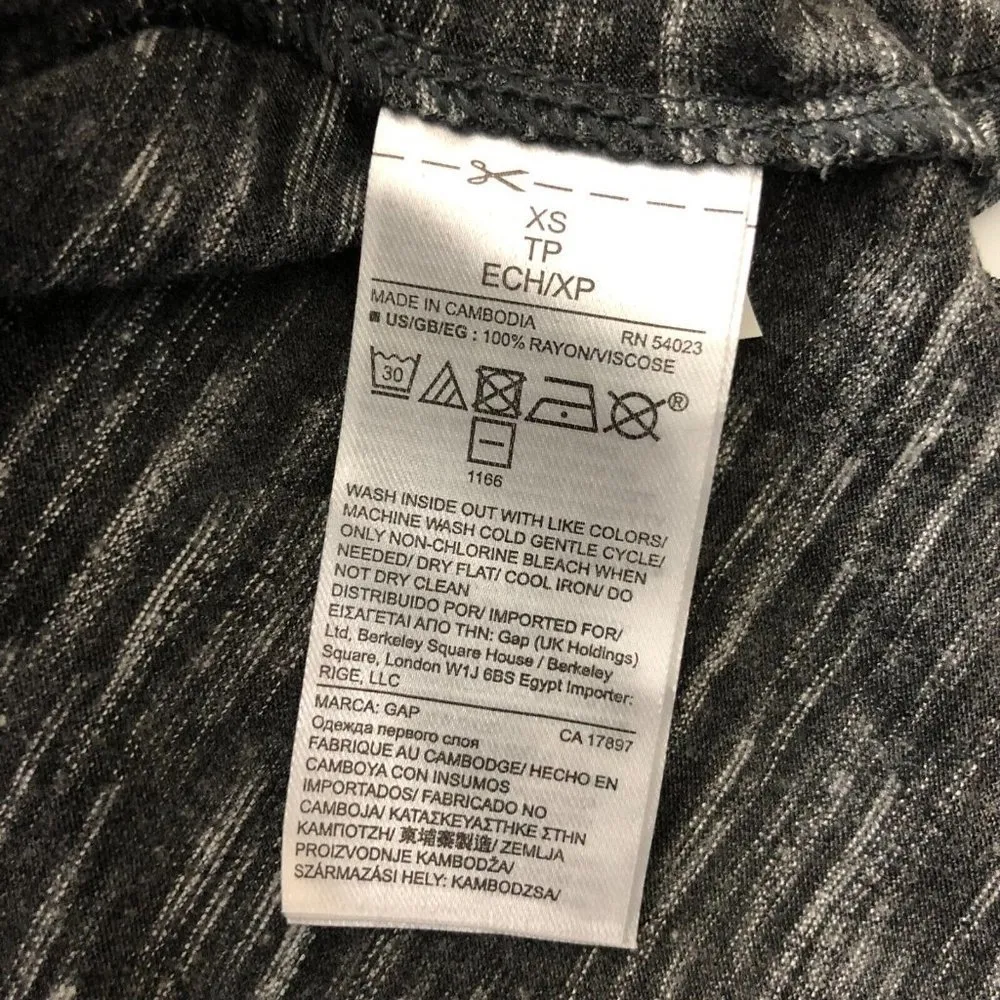 XS
TP
ECH/XP
MADE IN CAMBODIA RN 54023
US/GB/EG : 100% RAYON/VISCOSE
30
®
1166
WASH INSIDE OUT WITH LIKE COLORS/
MACHINE WASH COLD GENTLE CYCLE/
ONLY NON-CHLORINE BLEACH WHEN
NEEDED/ DRY FLAT/ COOL IRON/ DO
NOT DRY CLEAN
DISTRIBUIDO POR/ IMPORTED FOR/
ΕΙΣΑΓΕΤΑΙ ΑΠΟ ΤΗΝ: Gap (UK Holdings)
Ltd, Berkeley Square House / Berkeley
Square, London W1J 6BS Egypt Importer:
RIGE, LLC
MARCA: GAP CA 17897
Одежда первого слоя
FABRIQUE AU CAMBODGE/ HECHO EN
CAMBOYA CON INSUMOS
IMPORTADOS/ FABRICADO NO
CAMBOJA/ ΚΑΤΑΣΚΕΥΑΣΤΗΚΕ ΣΤΗΝ
ΚΑΜΠΟΤΖΗ/ 柬埔寨製造/ ZEMLJA
PROIZVODNJE KAMBODŽA/
SZÁRMAZÁSI HELY: KAMBODZSA/